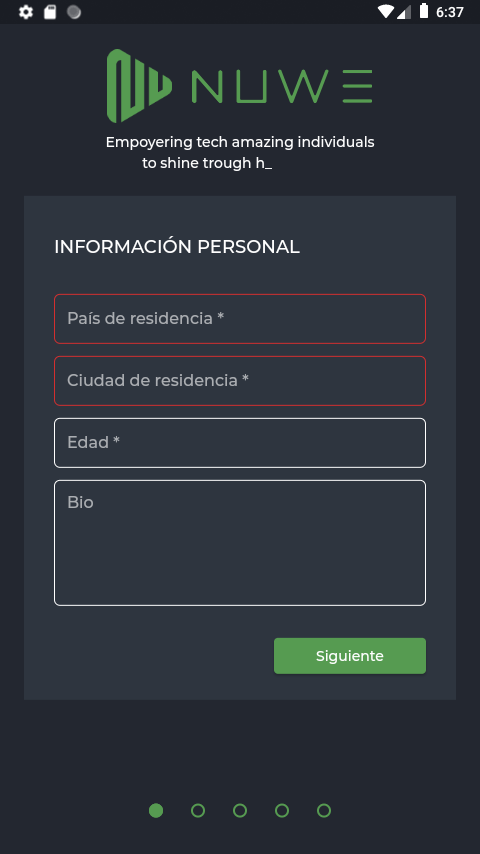 6:37
NUWE
Empoyering tech amazing individuals
to shine trough h_
INFORMACIÓN PERSONAL
País de residencia *
Ciudad de residencia *
Edad *
Bio
Siguiente